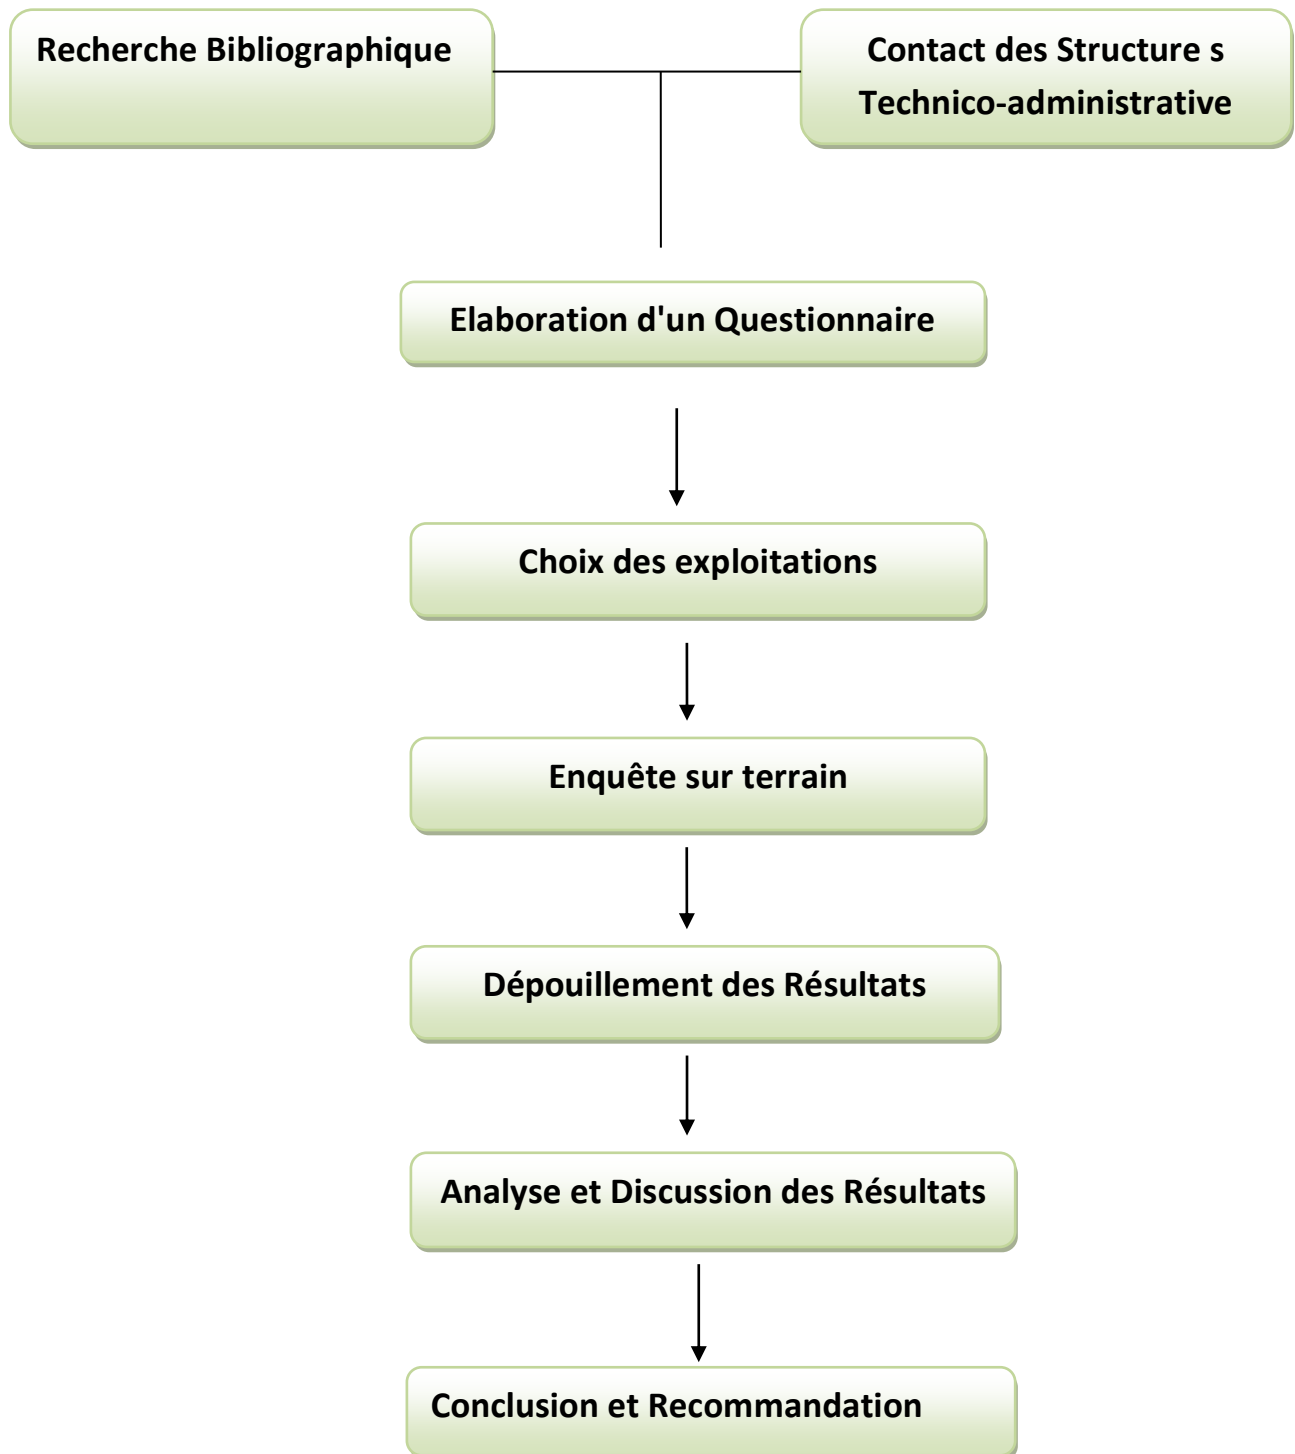 Recherche Bibliographique
Contact des Structure s
Technico-administrative
Elaboration d'un Questionnaire
Choix des exploitations
Enquête sur terrain
Dépouillement des Résultats
Analyse et Discussion des Résultats
Conclusion et Recommandation